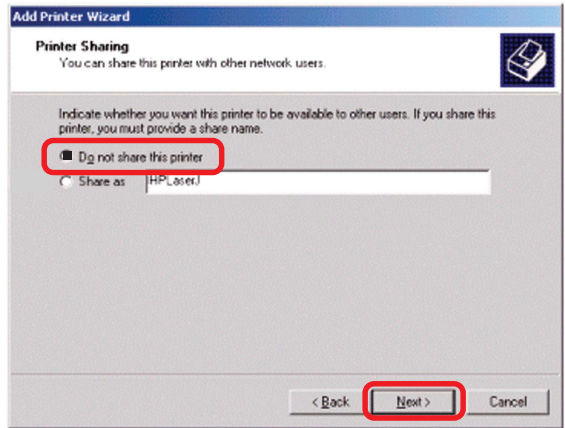 Add Printer Wizard
Printer Sharing
You can share this printer with other network users.
Indicate whether you want this printer to be available to other users. If you share this
printer, you must provide a share name.
Do not share this printer
Share as HPLaserJ
< Back Next > Cancel